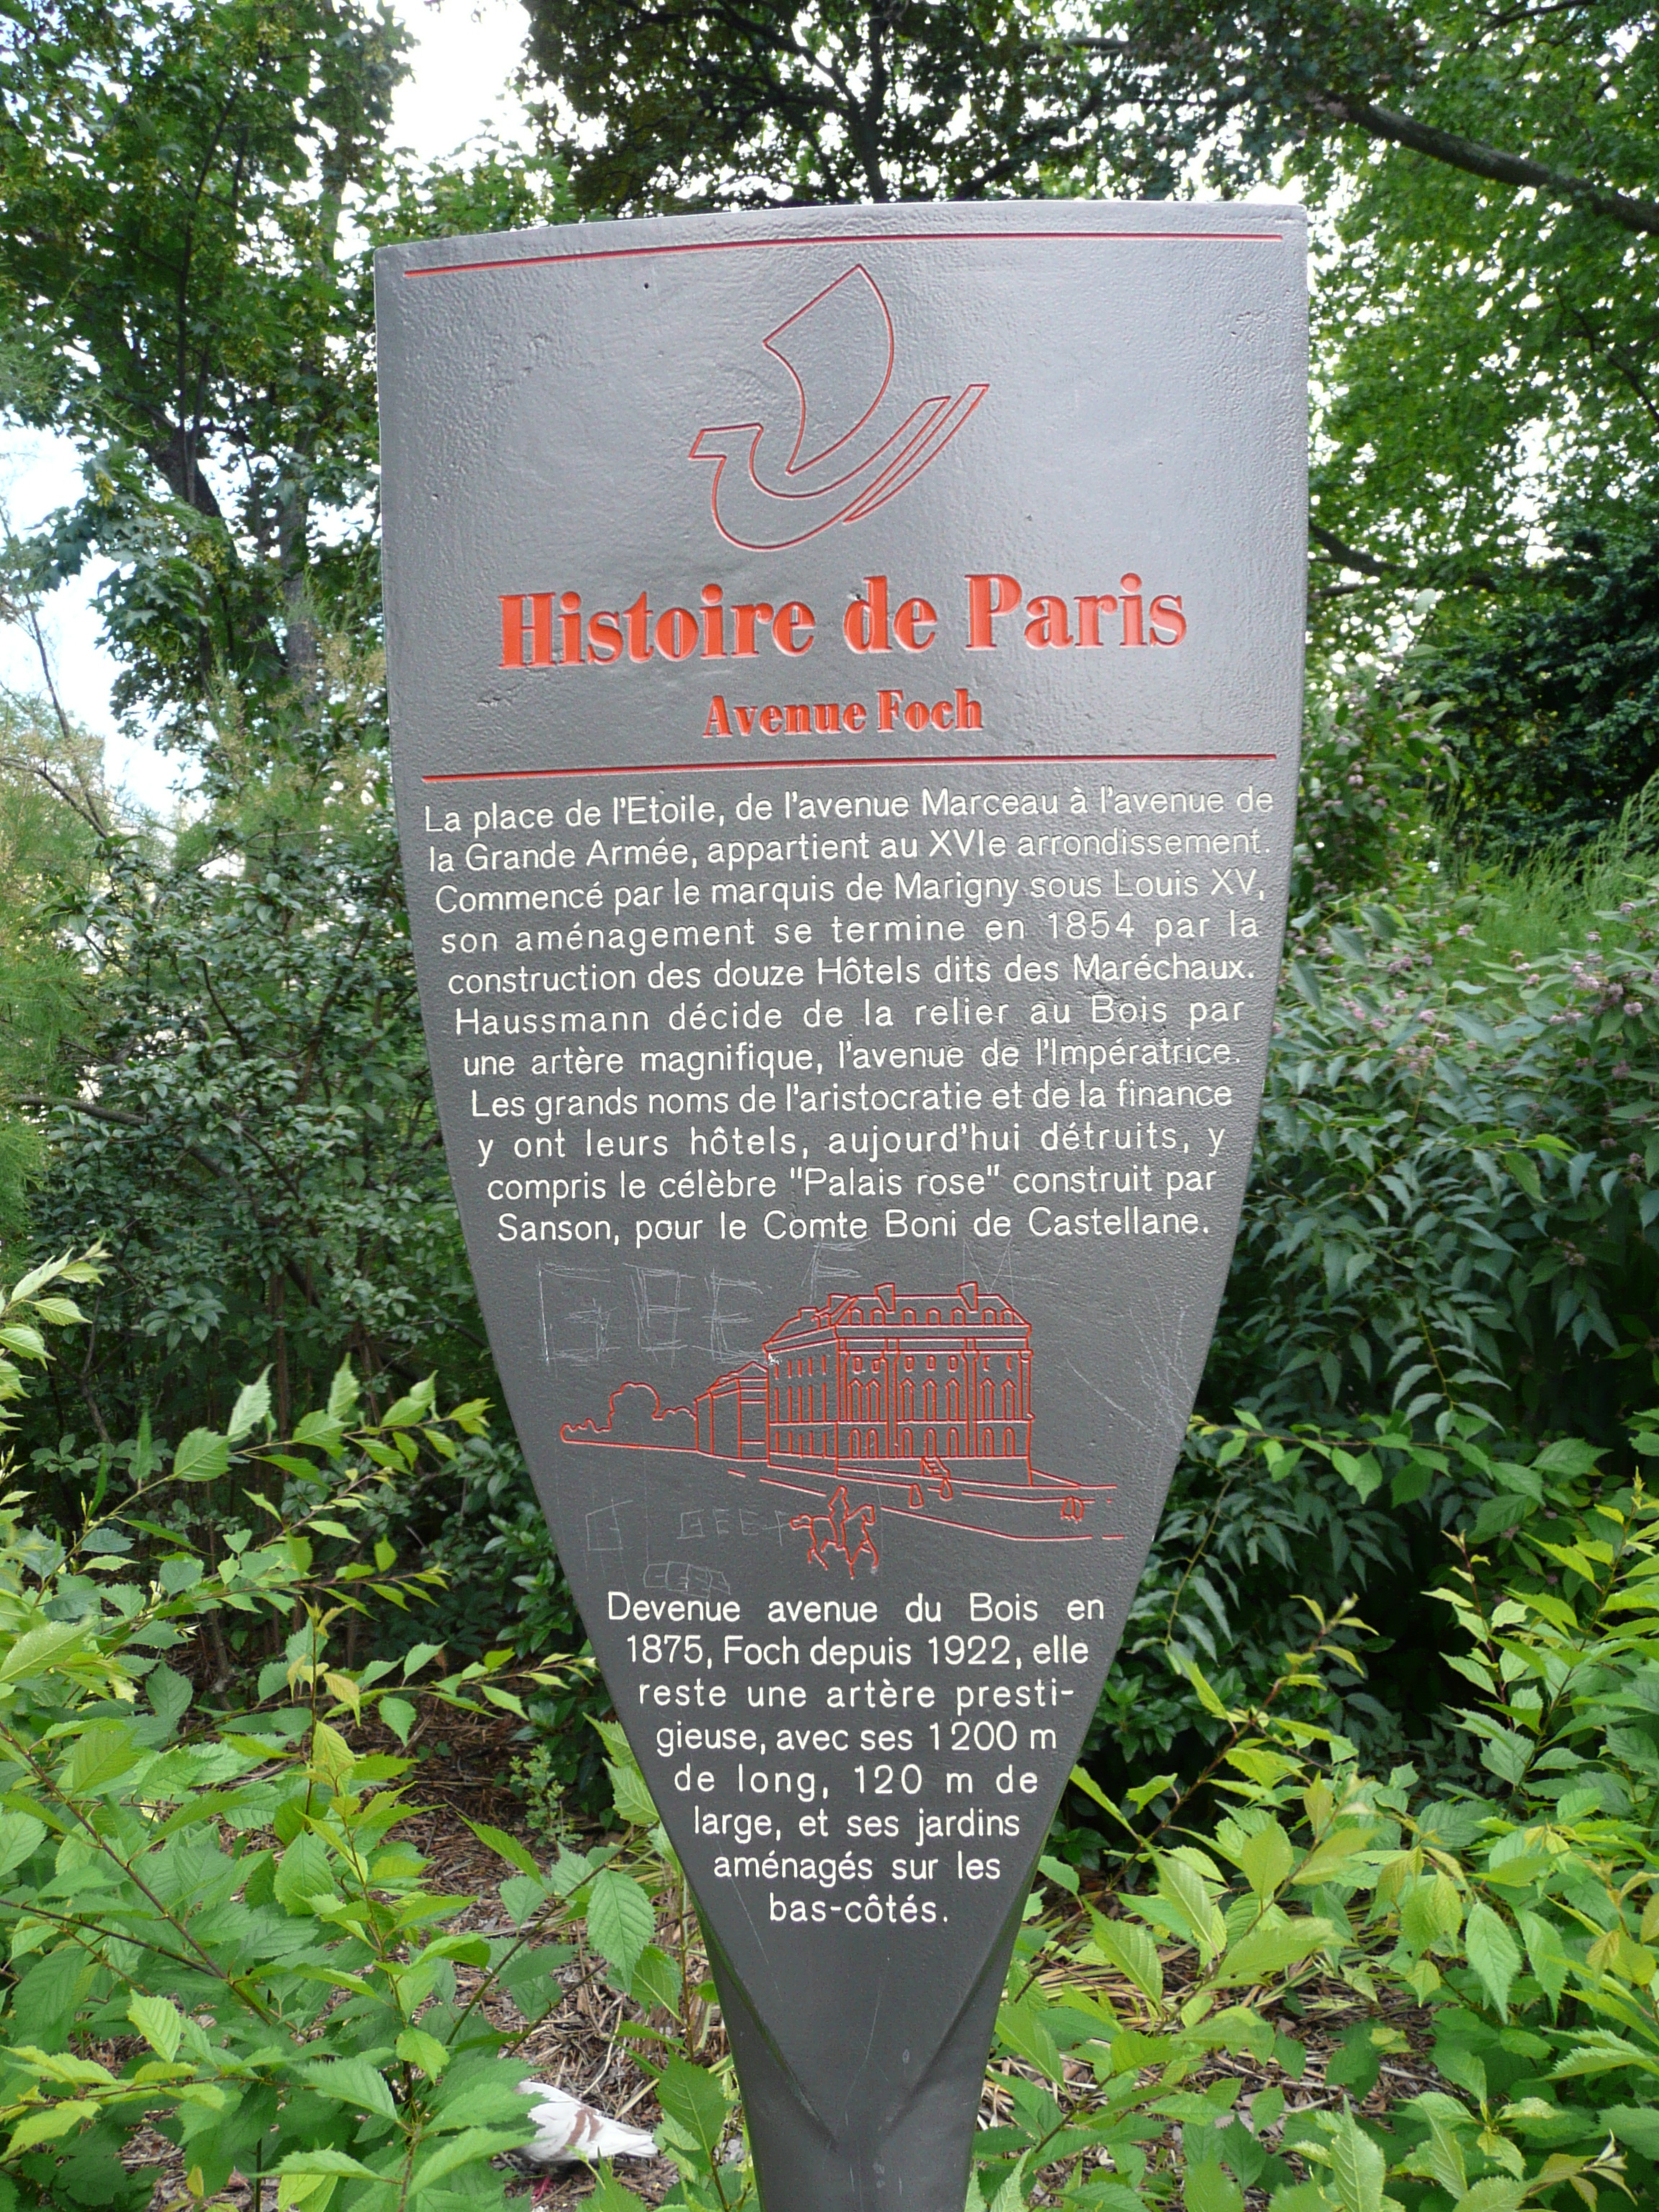 Histoire de Paris
Avenue Foch
La place de l'Etoile, de l'avenue Marceau à l'avenue de
la Grande Armée, appartient au XVIe arrondissement.
Commencé par le marquis de Marigny sous Louis XV,
son aménagement se termine en 1854 par la
construction des douze Hôtels dits des Maréchaux.
Haussmann décide de la relier au Bois par
une artère magnifique, l'avenue de l'Impératrice.
Les grands noms de l'aristocratie et de la finance
y ont leurs hôtels, aujourd'hui détruits, y
compris le célèbre "Palais rose" construit par
Sanson, pour le Comte Boni de Castellane.
Devenue avenue du Bois en
1875, Foch depuis 1922, elle
reste une artère presti-
gieuse, avec ses 1200 m
de long, 120 m de
large, et ses jardins
aménagés sur les
bas-côtés.